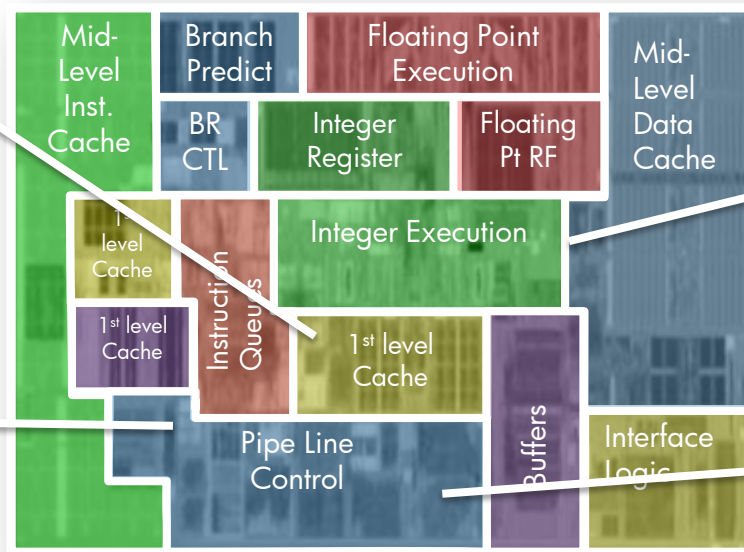 Mid-
Level
Inst.
Cache
Branch
Predict
Floating Point
Execution
Mid-
Level
Data
Cache
BR
CTL
Integer
Register
Floating
Pt RF
1st
level
Cache
Instruction
Queues
Integer Execution
1st level
Cache
1st level
Cache
Pipe Line
Control
Buffers
Interface
Logic